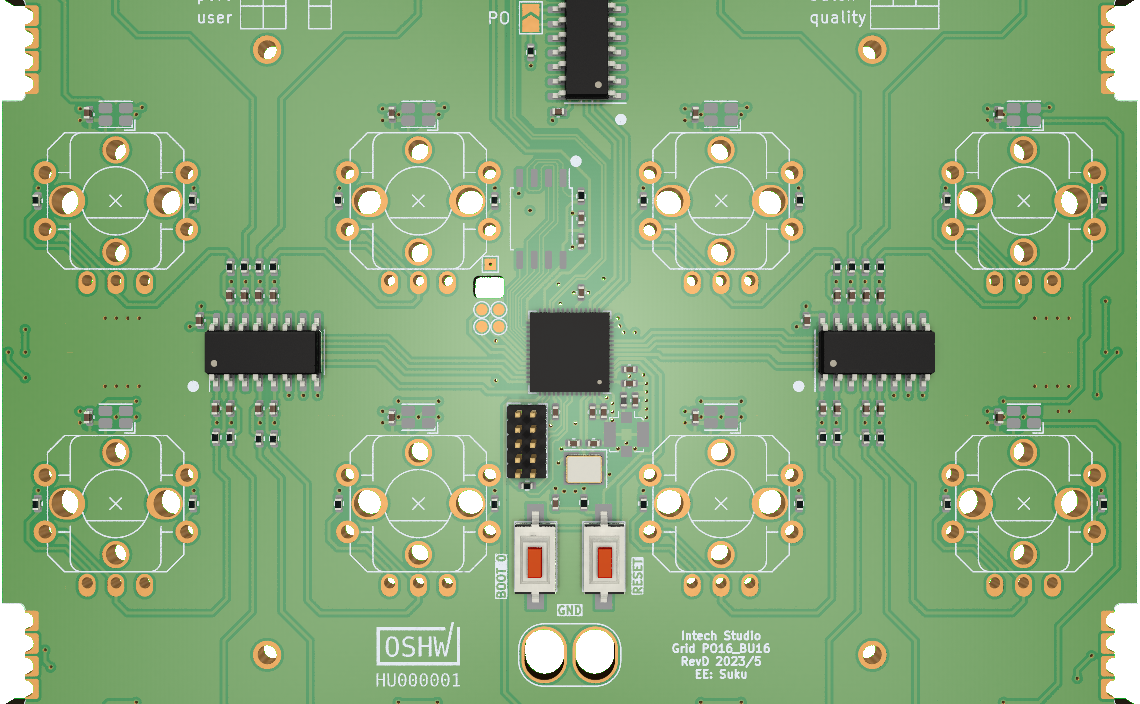 user
PO
quality
BOOT 0
RESET
GND
OSHW
HU000001
Intech Studio
Grid PO16_BU16
RevD 2023/5
EE: Suku